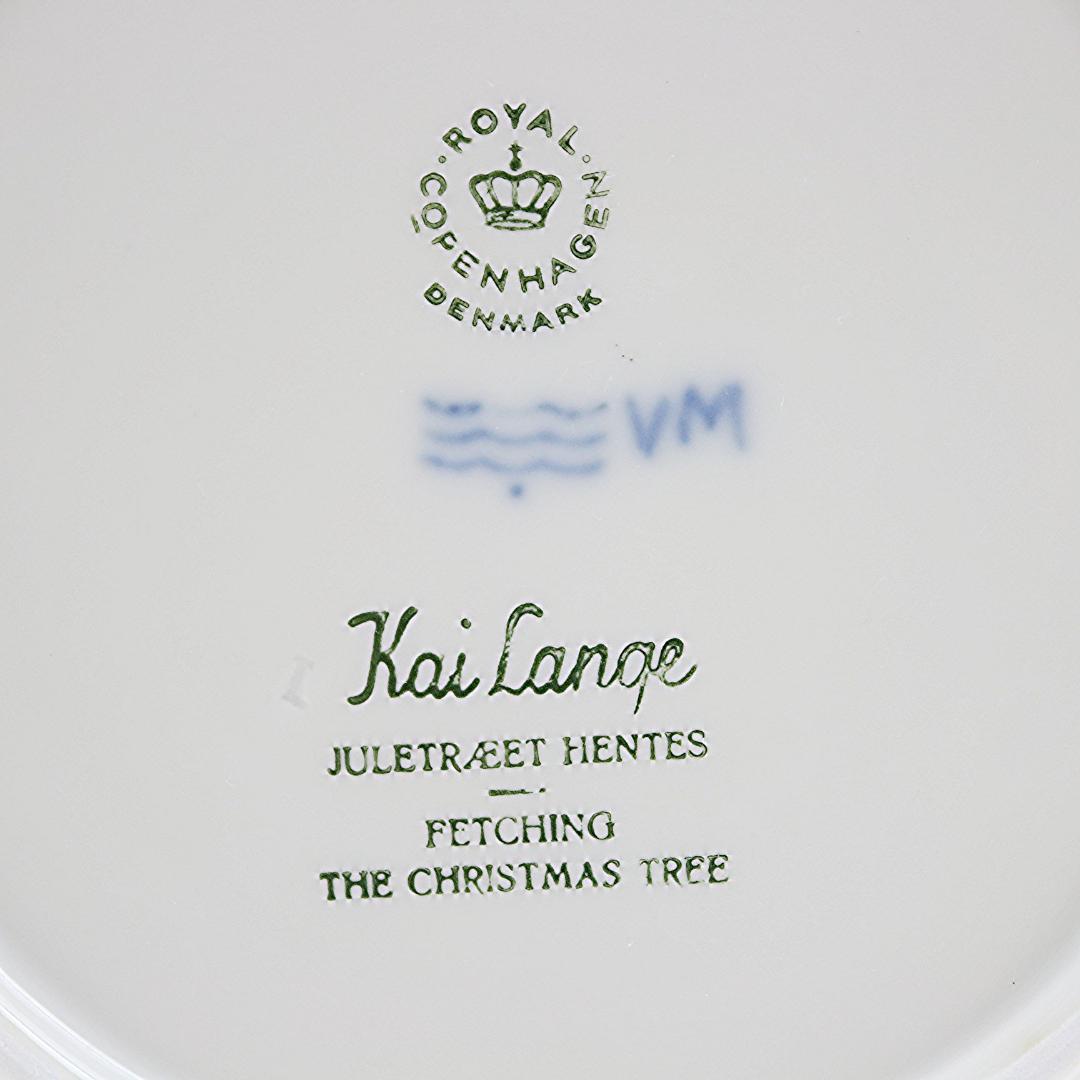 ROYAL
COPENHAGEN
DENMARK
VM
Kai Lange
JULETRÆET HENTES
FETCHING
THE CHRISTMAS TREE